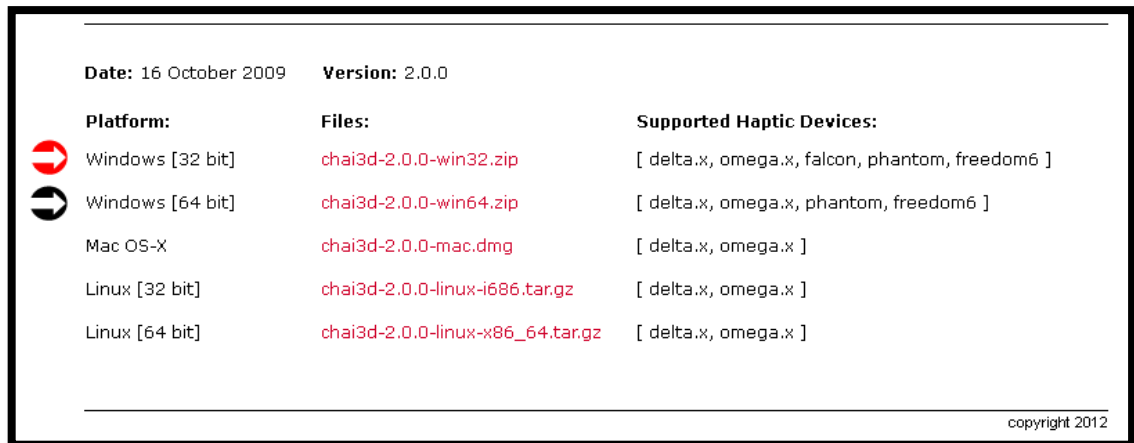 Date: 16 October 2009 Version: 2.0.0
Platform: Files: Supported Haptic Devices:
Windows [32 bit] chai3d-2.0.0-win32.zip [ delta.x, omega.x, falcon, phantom, freedom6 ]
Windows [64 bit] chai3d-2.0.0-win64.zip [ delta.x, omega.x, phantom, freedom6 ]
Mac OS-X chai3d-2.0.0-mac.dmg [ delta.x, omega.x ]
Linux [32 bit] chai3d-2.0.0-linux-i686.tar.gz [ delta.x, omega.x ]
Linux [64 bit] chai3d-2.0.0-linux-x86_64.tar.gz [ delta.x, omega.x ]
copyright 2012